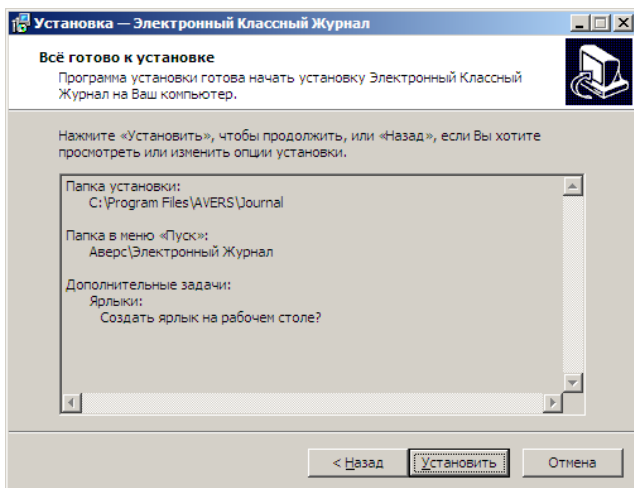 Установка — Электронный Классный Журнал
Всё готово к установке
Программа установки готова начать установку Электронный Классный
Журнал на Ваш компьютер.
Нажмите «Установить», чтобы продолжить, или «Назад», если Вы хотите
просмотреть или изменить опции установки.
Папка установки:
C:\Program Files\AVERS\Journal
Папка в меню «Пуск»:
Аверс\Электронный Журнал
Дополнительные задачи:
Ярлыки:
Создать ярлык на рабочем столе?
< Назад
Установить
Отмена